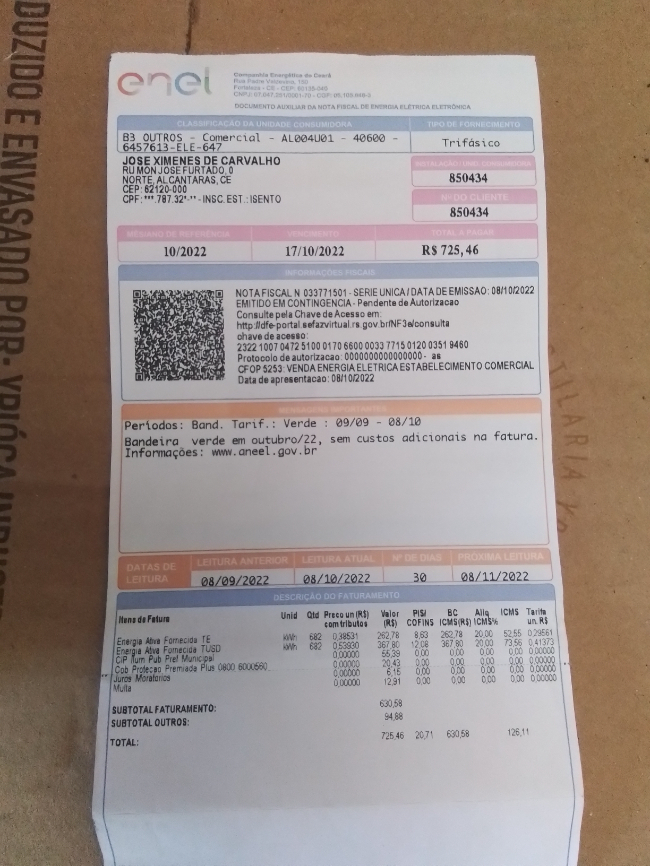 DUZIDO E ENVASADO POR: YPIÓCA
enel
Companhia Energética do Ceará
Rua Padre Valdevino, 150
Fortaleza - CE - CEP: 60135-040
DOCUMENTO AUXILIAR DA NOTA FISCAL DE ENERGIA ELÉTRICA ELETRÔNICA
CLASSIFICAÇÃO DA UNIDADE CONSUMIDORA
TIPO DE FORNECIMENTO
B3 OUTROS - Comercial - AL004U01 - 40600 -
6457613-ELE-647
Trifásico
JOSE XIMENES DE CARVALHO
RU MON JOSE FURTADO, 0
NORTE, ALCANTARAS, CE
CEP: 62120-000
CPF: ***.787.32*-** - INSC. EST.: ISENTO
INSTALAÇÃO / UNID. CONSUMIDORA
850434
Nº DO CLIENTE
850434
MÊS/ANO DE REFERÊNCIA
VENCIMENTO
TOTAL A PAGAR
10/2022
17/10/2022
R$ 725,46
INFORMAÇÕES FISCAIS
NOTA FISCAL N 033771501 - SERIE UNICA / DATA DE EMISSAO: 08/10/2022
EMITIDO EM CONTINGENCIA - Pendente de Autorizacao
Consulte pela Chave de Acesso em:
http://dfe-portal.sefazvirtual.rs.gov.br/NF3e/consulta
chave de acesso:
2322 1007 0472 5100 0170 6600 0033 7715 0120 0351 9460
Protocolo de autorizacao: 0000000000000000 - as
CFOP 5253: VENDA ENERGIA ELETRICA ESTABELECIMENTO COMERCIAL
Data de apresentacao: 08/10/2022
MENSAGENS IMPORTANTES
Períodos: Band. Tarif.: Verde : 09/09 - 08/10
Bandeira verde em outubro/22, sem custos adicionais na fatura.
Informações: www.aneel.gov.br
DATAS DE LEITURA
LEITURA ANTERIOR
LEITURA ATUAL
Nº DE DIAS
PRÓXIMA LEITURA
08/09/2022
08/10/2022
30
08/11/2022
DESCRIÇÃO DO FATURAMENTO
Itens de Fatura Unid Qtd Preco un (R$) com tributos Valor (R$) PIS/ COFINS BC ICMS(R$) Aliq ICMS% ICMS Tarifa un. R$
Energia Ativa Fornecida TE kWh 682 0,38531 262,78 8,63 262,78 20,00 52,55 0,29561
Energia Ativa Fornecida TUSD kWh 682 0,53930 367,80 12,08 367,80 20,00 73,56 0,41373
CIP Ilum Pub Pref Municipal 0,00000 55,39 0,00 0,00 0,00 0,00 0,00000
Cob Protecao Premiada Plus 0800 6000560 0,00000 20,43 0,00 0,00 0,00 0,00 0,00000
Juros Moratorios 0,00000 6,15 0,00 0,00 0,00 0,00 0,00000
Multa 0,00000 12,91 0,00 0,00 0,00 0,00 0,00000
SUBTOTAL FATURAMENTO: 630,58
SUBTOTAL OUTROS: 94,88
TOTAL: 725,46 20,71 630,58 126,11